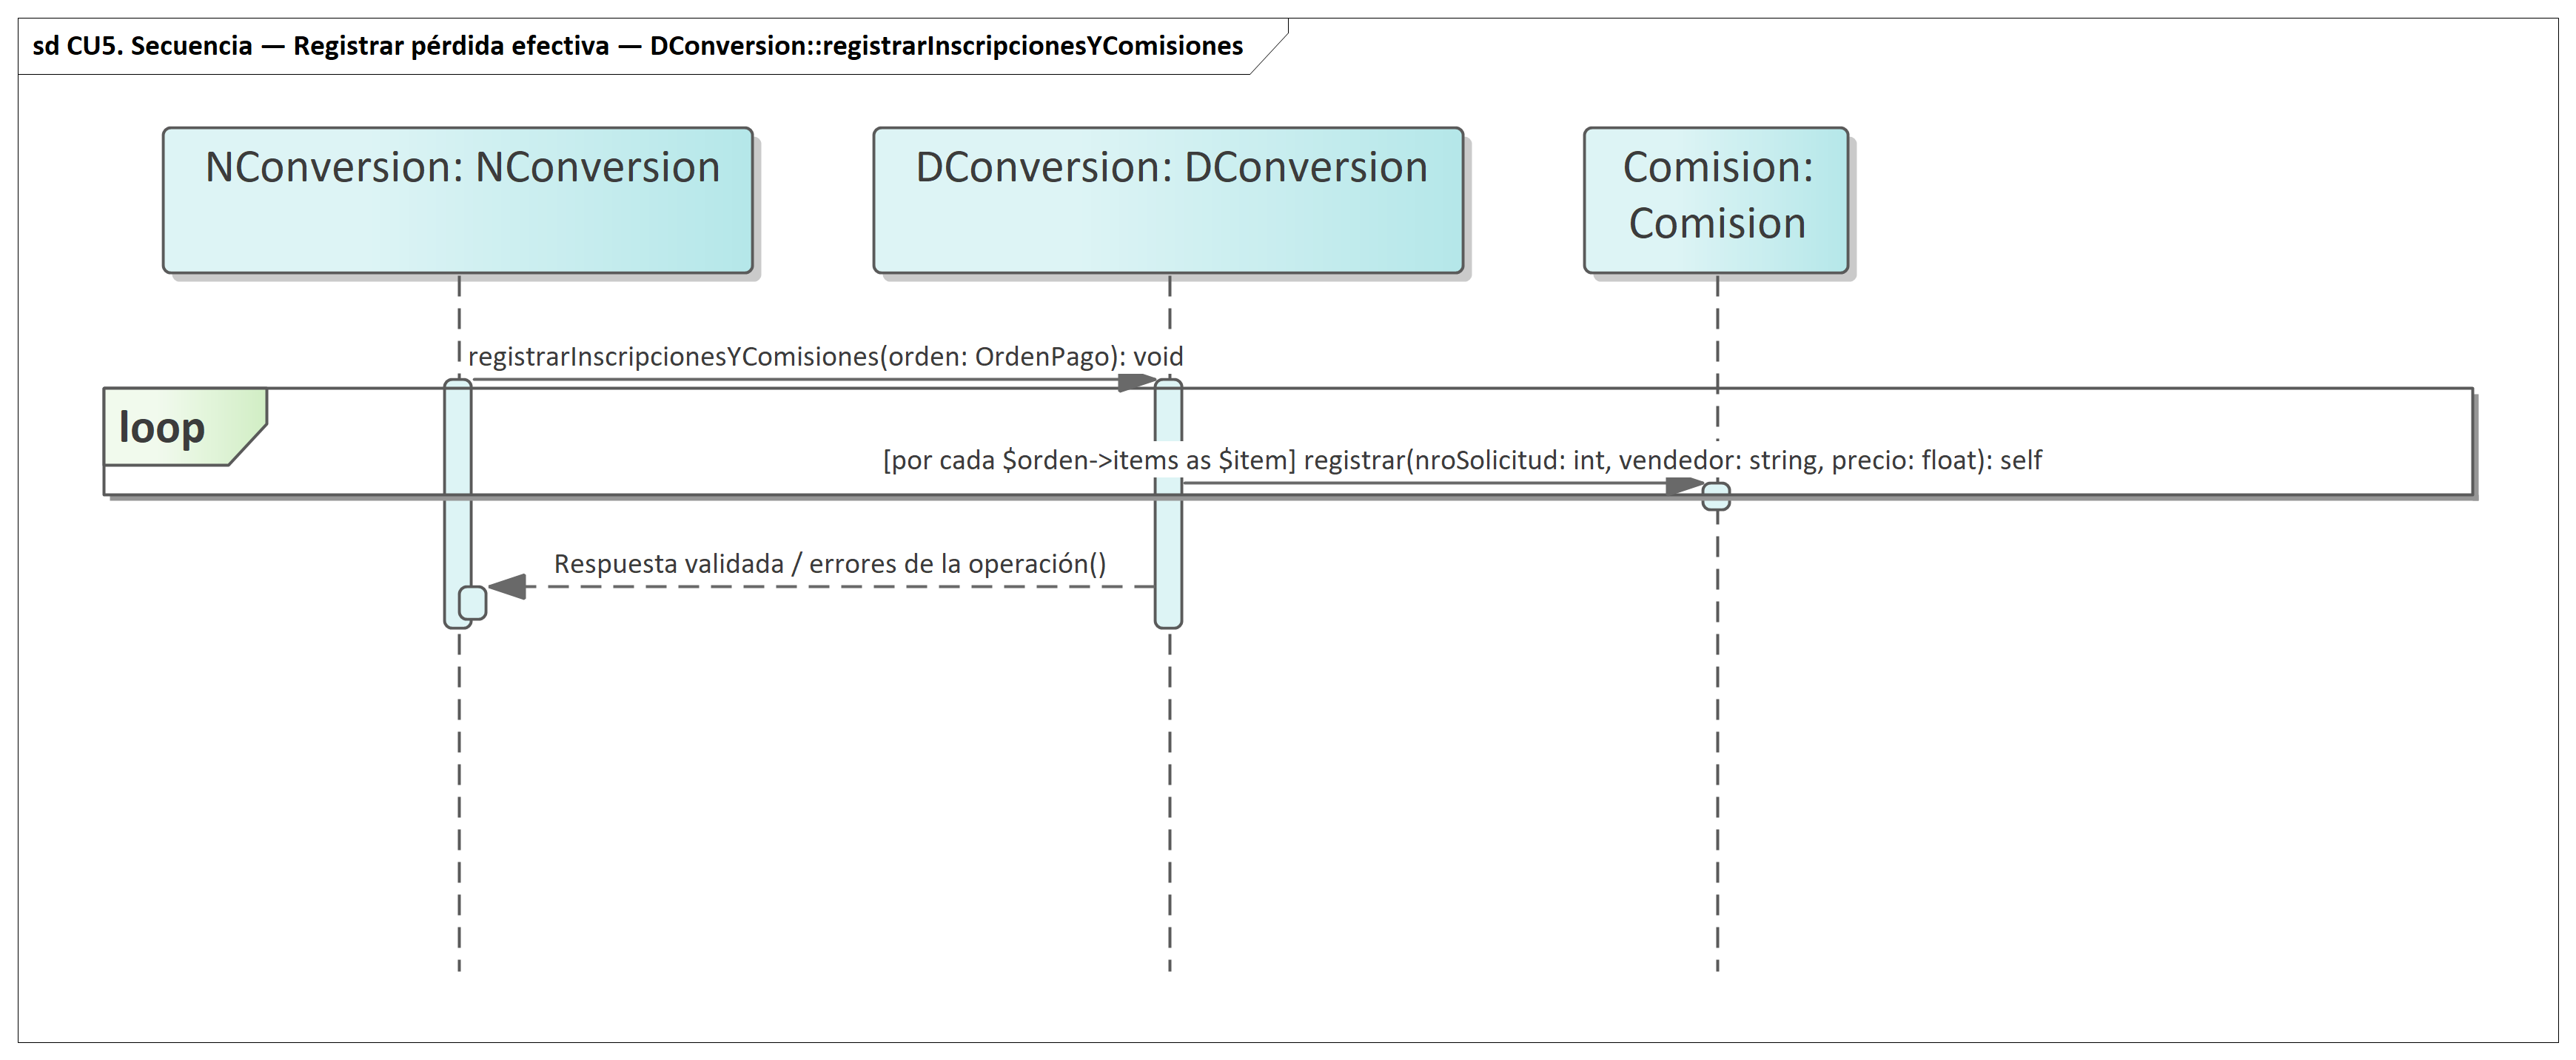 sd CU5. Secuencia — Registrar pérdida efectiva — DConversion::registrarInscripcionesYComisiones
NConversion: NConversion
DConversion: DConversion
Comision:
Comision
registrarInscripcionesYComisiones(orden: OrdenPago): void
loop
[por cada $orden->items as $item] registrar(nroSolicitud: int, vendedor: string, precio: float): self
Respuesta validada / errores de la operación()